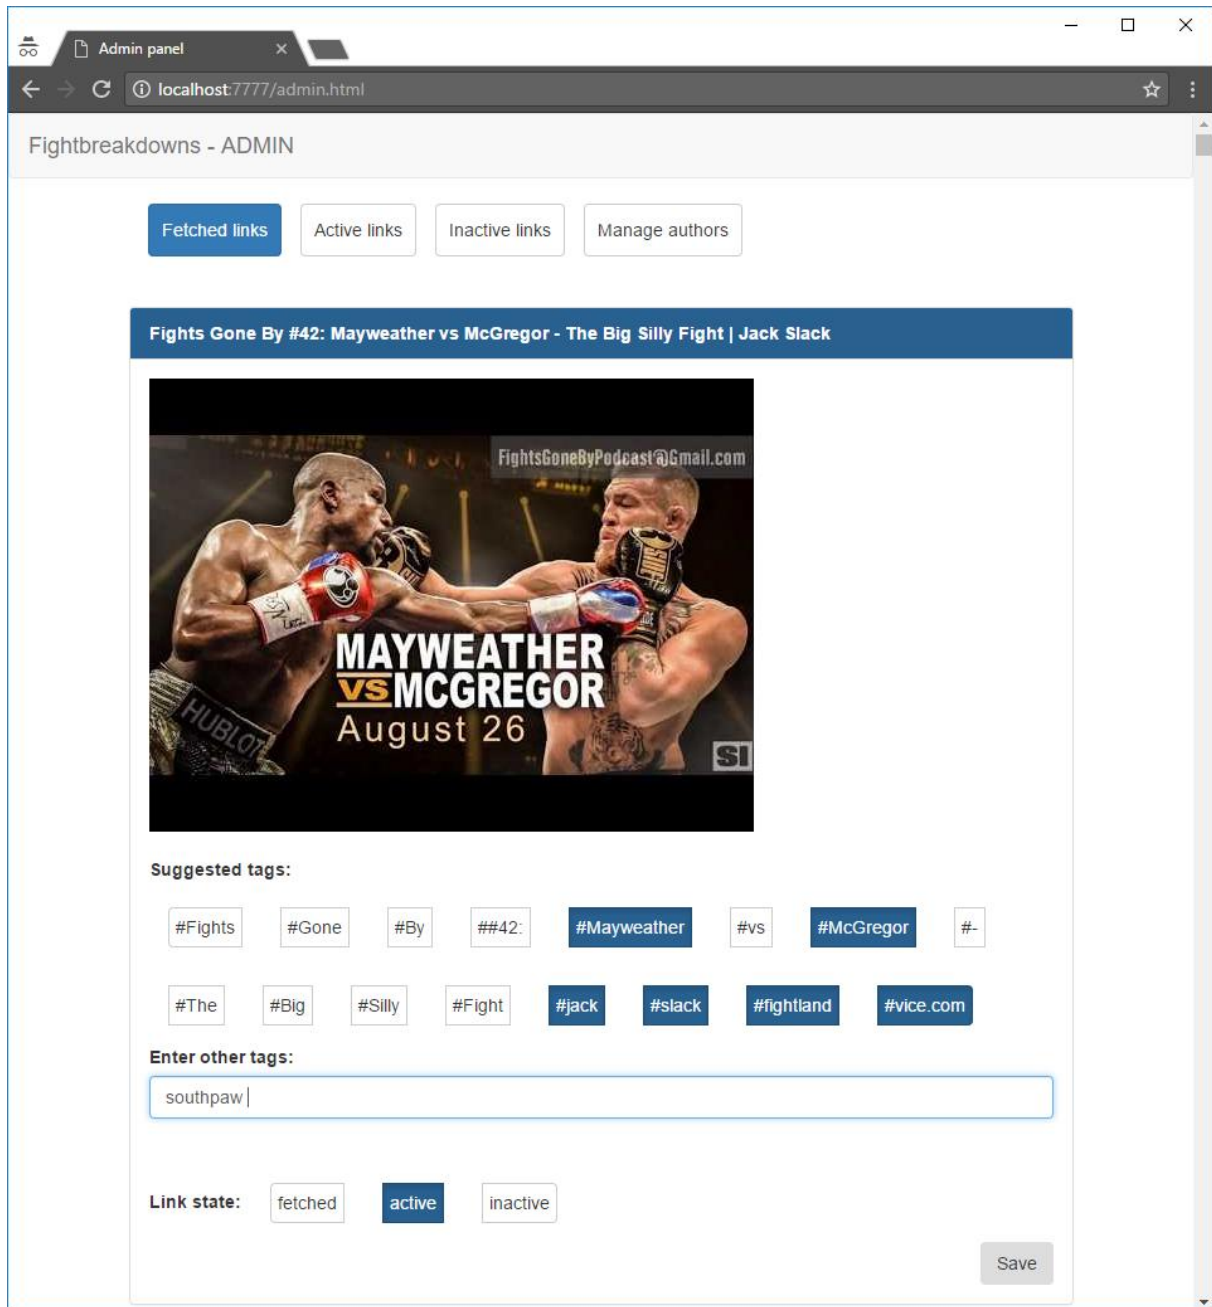 Admin panel
localhost:7777/admin.html
Fightbreakdowns - ADMIN
Fetched links Active links Inactive links Manage authors
Fights Gone By #42: Mayweather vs McGregor - The Big Silly Fight | Jack Slack
FightsGoneByPodcast@Gmail.com
SIDE
MAYWEATHER
VS MCGREGOR
August 26
HUBLOT
SI
Suggested tags:
#Fights #Gone #By ##42: #Mayweather #vs #McGregor #-
#The #Big #Silly #Fight #jack #slack #fightland #vice.com
Enter other tags:
southpaw
Link state: fetched active inactive
Save